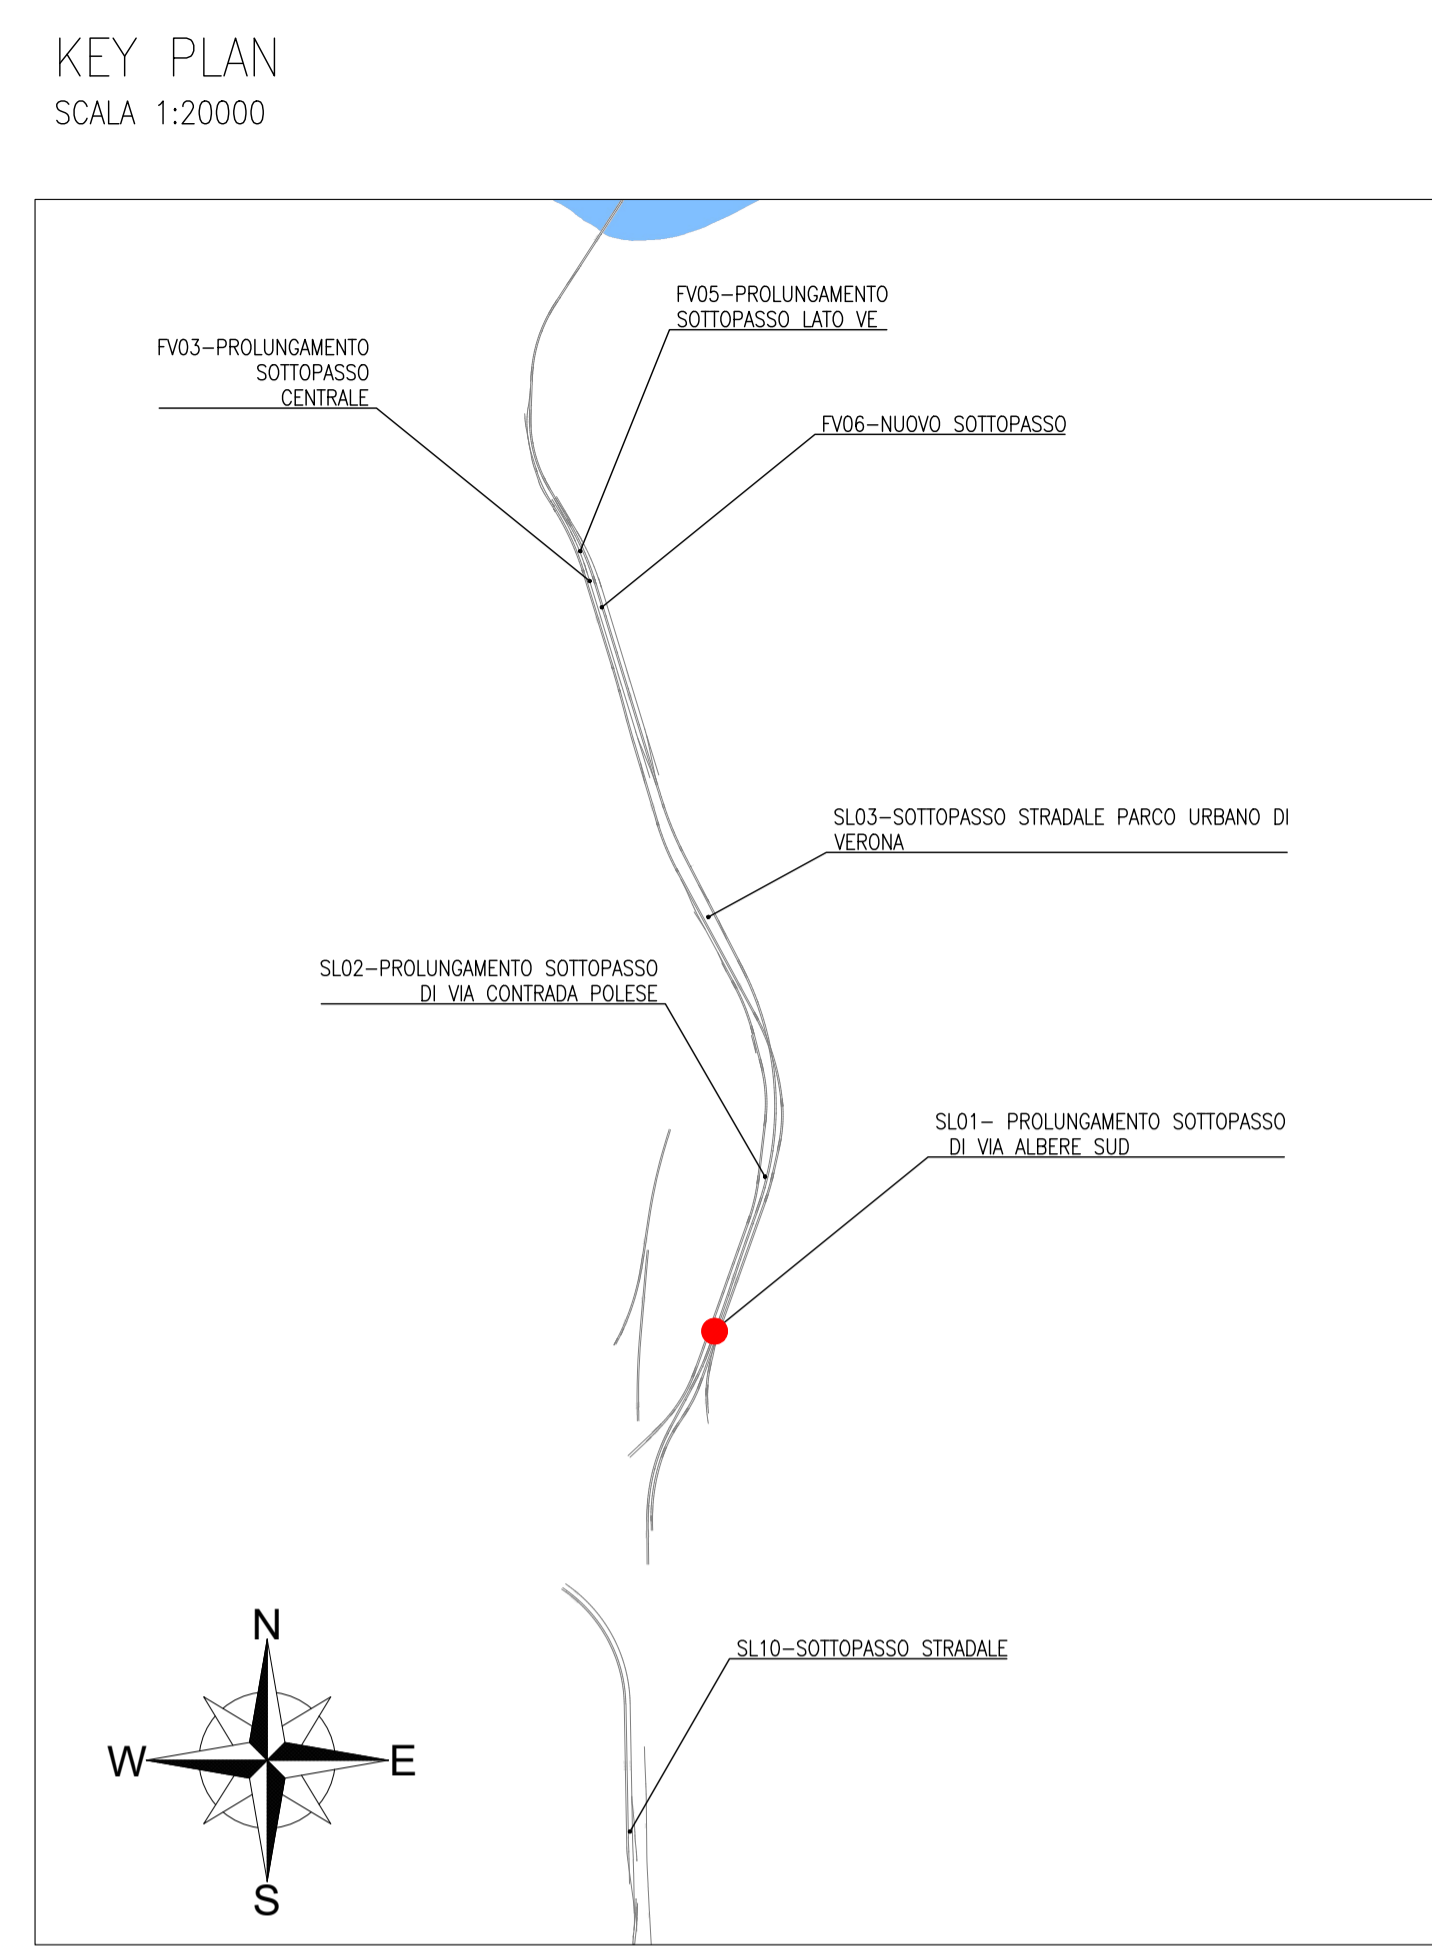 KEY PLAN
SCALA 1:20000
FV05-PROLUNGAMENTO
SOTTOPASSO LATO VE
FV03-PROLUNGAMENTO
SOTTOPASSO
CENTRALE
FV06-NUOVO SOTTOPASSO
SL03-SOTTOPASSO STRADALE PARCO URBANO DI
VERONA
SL02-PROLUNGAMENTO SOTTOPASSO
DI VIA CONTRADA POLESE
SL01- PROLUNGAMENTO SOTTOPASSO
DI VIA ALBERE SUD
SL10-SOTTOPASSO STRADALE
N
W
E
S